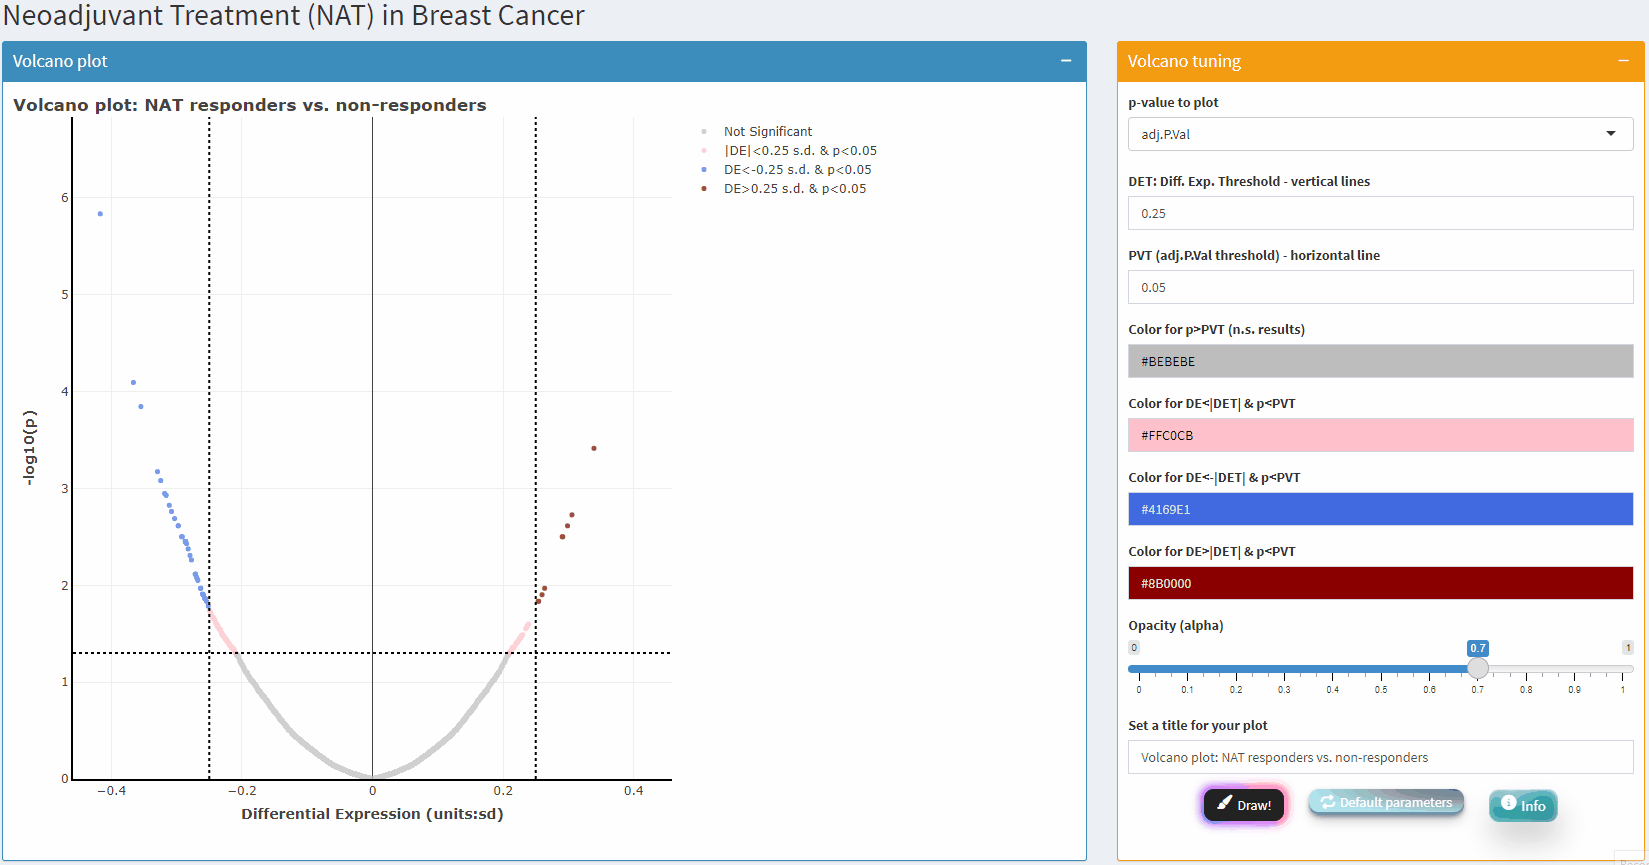 Neoadjuvant Treatment (NAT) in Breast Cancer
Volcano plot
Volcano plot: NAT responders vs. non-responders
Not Significant
|DE|<0.25 s.d. & p<0.05
DE<-0.25 s.d. & p<0.05
DE>0.25 s.d. & p<0.05
6
5
4
3
2
1
0
-log10(p)
−0.4
−0.2
0
0.2
0.4
Differential Expression (units:sd)
Volcano tuning
p-value to plot
adj.P.Val
DET: Diff. Exp. Threshold - vertical lines
0.25
PVT (adj.P.Val threshold) - horizontal line
0.05
Color for p>PVT (n.s. results)
#BEBEBE
Color for DE<|DET| & p<PVT
#FFC0CB
Color for DE<-|DET| & p<PVT
#4169E1
Color for DE>|DET| & p<PVT
#8B0000
Opacity (alpha)
0 0.7 1
0 0.1 0.2 0.3 0.4 0.5 0.6 0.7 0.8 0.9 1
Set a title for your plot
Volcano plot: NAT responders vs. non-responders
Draw!
Default parameters
Info